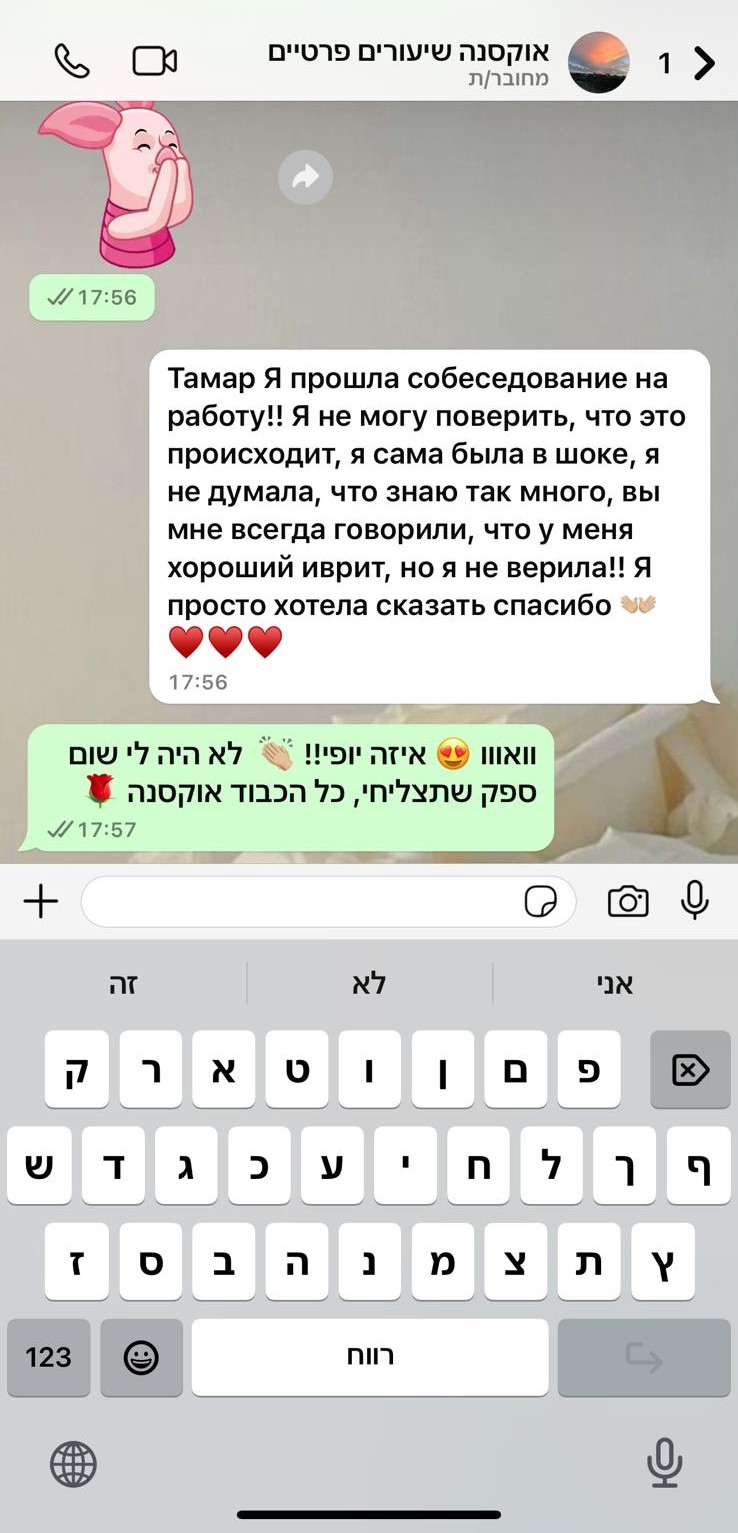 אוקסנה שיעורים פרטיים
1
מחובר/ת
17:56
Тамар Я прошла собеседование на
работу!! Я не могу поверить, что это
происходит, я сама была в шоке, я
не думала, что знаю так много, вы
мне всегда говорили, что у меня
хороший иврит, но я не верила!! Я
просто хотела сказать спасибо 👐🏼
♥️♥️♥️
17:56
וואווו 😍 איזה יופי!! 👏🏼 לא היה לי שום
ספק שתצליחי, כל הכבוד אוקסנה 🌹
17:57
אני לא זה
ק ר א ט ו ן ם פ
ש ד ג כ ע י ח ל ך ף
ז ס ב ה נ מ צ ת ץ
123 רווח